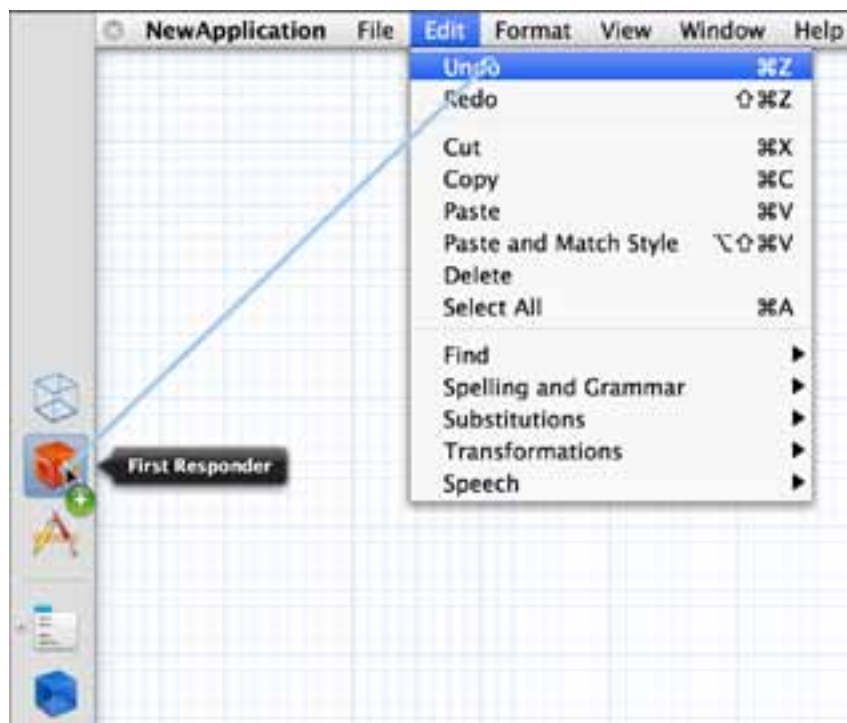 NewApplication File Edit Format View Window Help
Undo ⌘Z
Redo ⇧⌘Z
Cut ⌘X
Copy ⌘C
Paste ⌘V
Paste and Match Style ⌥⇧⌘V
Delete
Select All ⌘A
Find
Spelling and Grammar
Substitutions
Transformations
Speech
First Responder